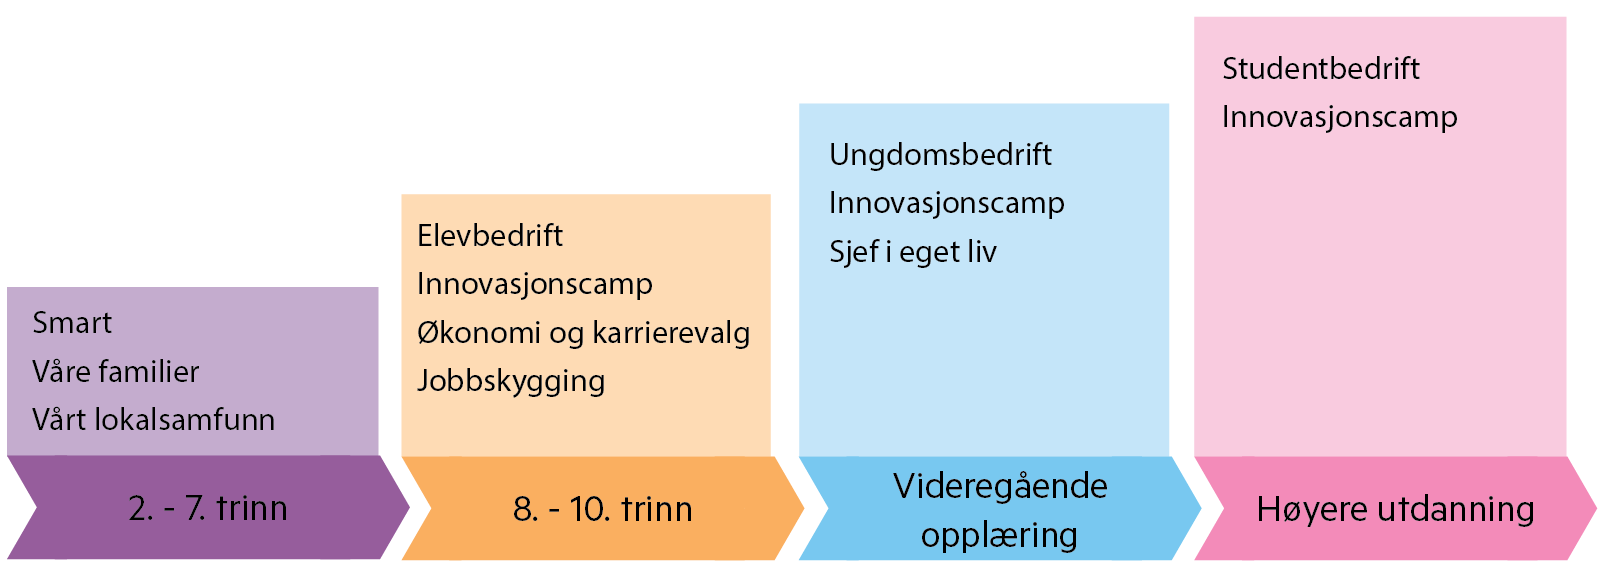 Smart
Våre familier
Vårt lokalsamfunn
2. - 7. trinn
Elevbedrift
Innovasjonscamp
Økonomi og karrierevalg
Jobbskygging
8. - 10. trinn
Ungdomsbedrift
Innovasjonscamp
Sjef i eget liv
Videregående
opplæring
Studentbedrift
Innovasjonscamp
Høyere utdanning